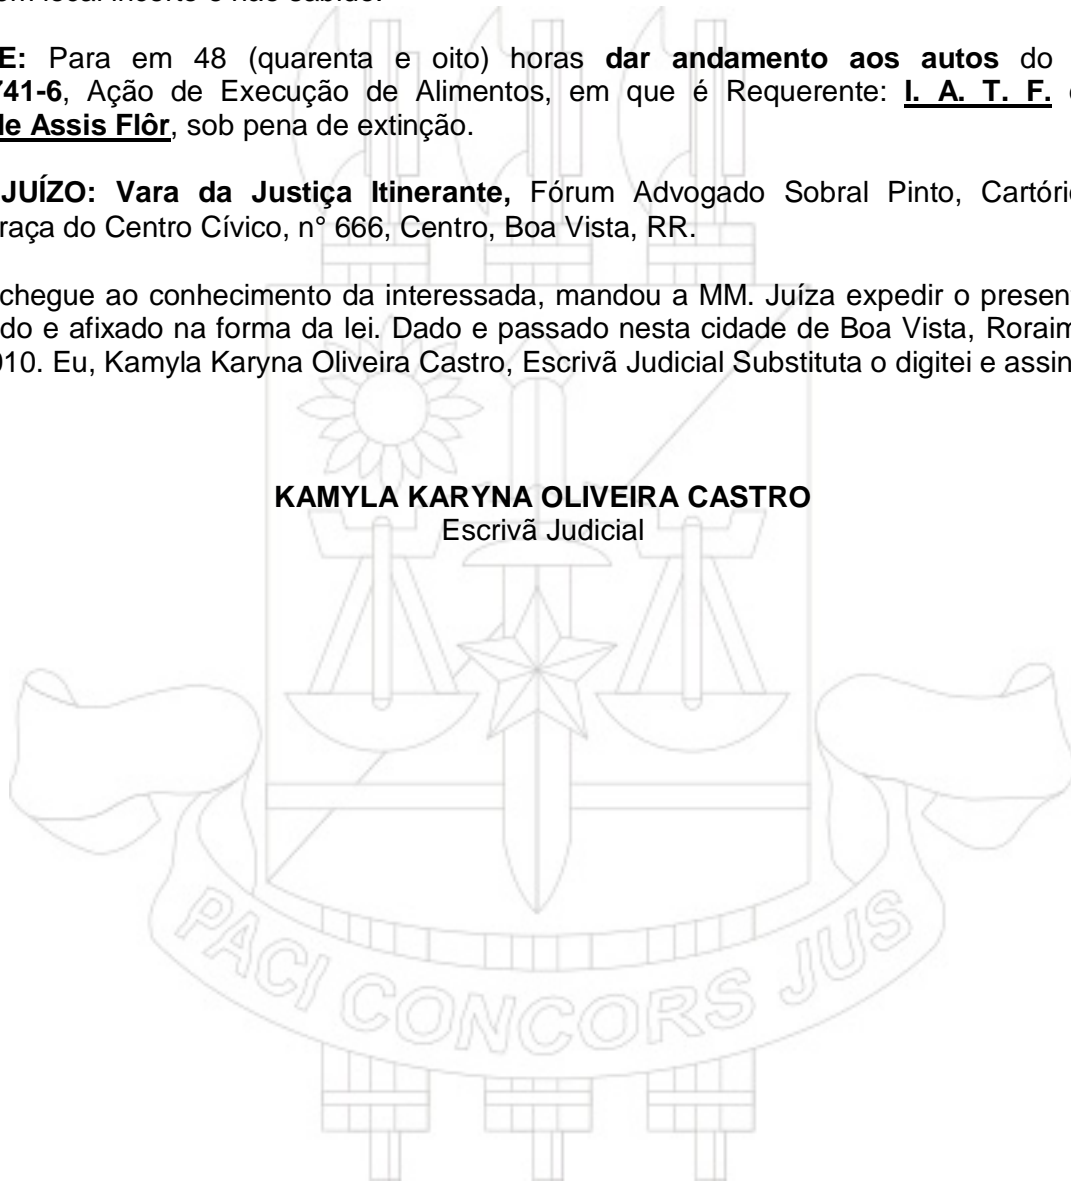 em local incerto e não sabido.
E: Para em 48 (quarenta e oito) horas dar andamento aos autos do
741-6, Ação de Execução de Alimentos, em que é Requerente: I. A. T. F.
de Assis Flôr, sob pena de extinção.
JUÍZO: Vara da Justiça Itinerante, Fórum Advogado Sobral Pinto, Cartóri
raça do Centro Cívico, n° 666, Centro, Boa Vista, RR.
chegue ao conhecimento da interessada, mandou a MM. Juíza expedir o presen
do e afixado na forma da lei. Dado e passado nesta cidade de Boa Vista, Roraim
010. Eu, Kamyla Karyna Oliveira Castro, Escrivã Judicial Substituta o digitei e assin
KAMYLA KARYNA OLIVEIRA CASTRO
Escrivã Judicial
PACI CONCORS JUS